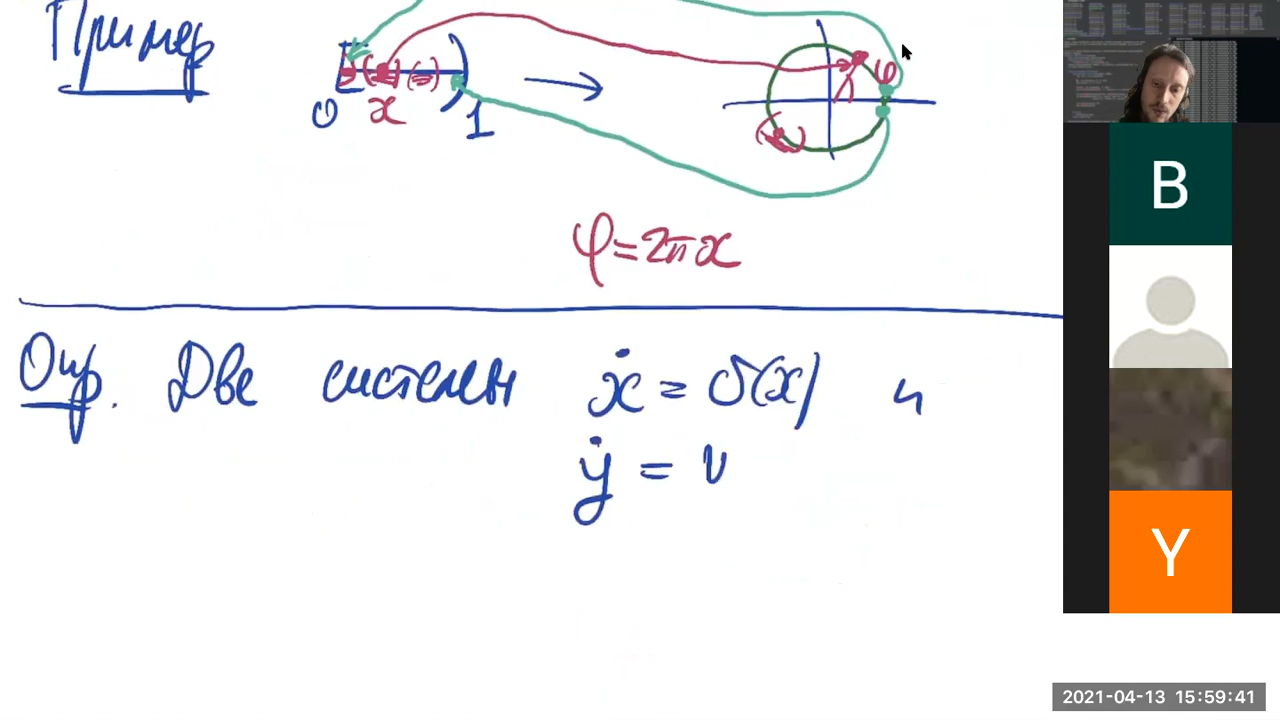 Пример
0 x 1 φ
φ=2πx
Опр. Две системы ẋ = v(x) и
ẏ = v
B
Y
2021-04-13 15:59:41